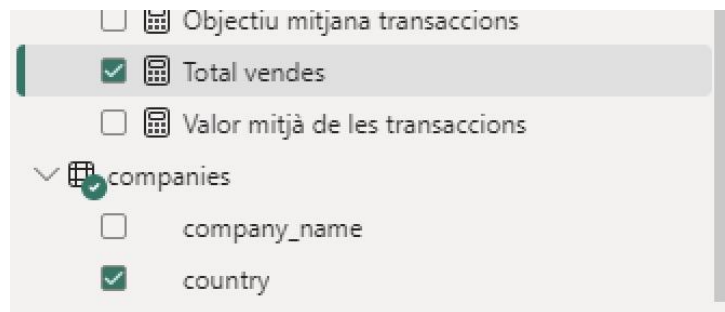 Objectiu mitjana transaccions
Total vendes
Valor mitjà de les transaccions
companies
company_name
country